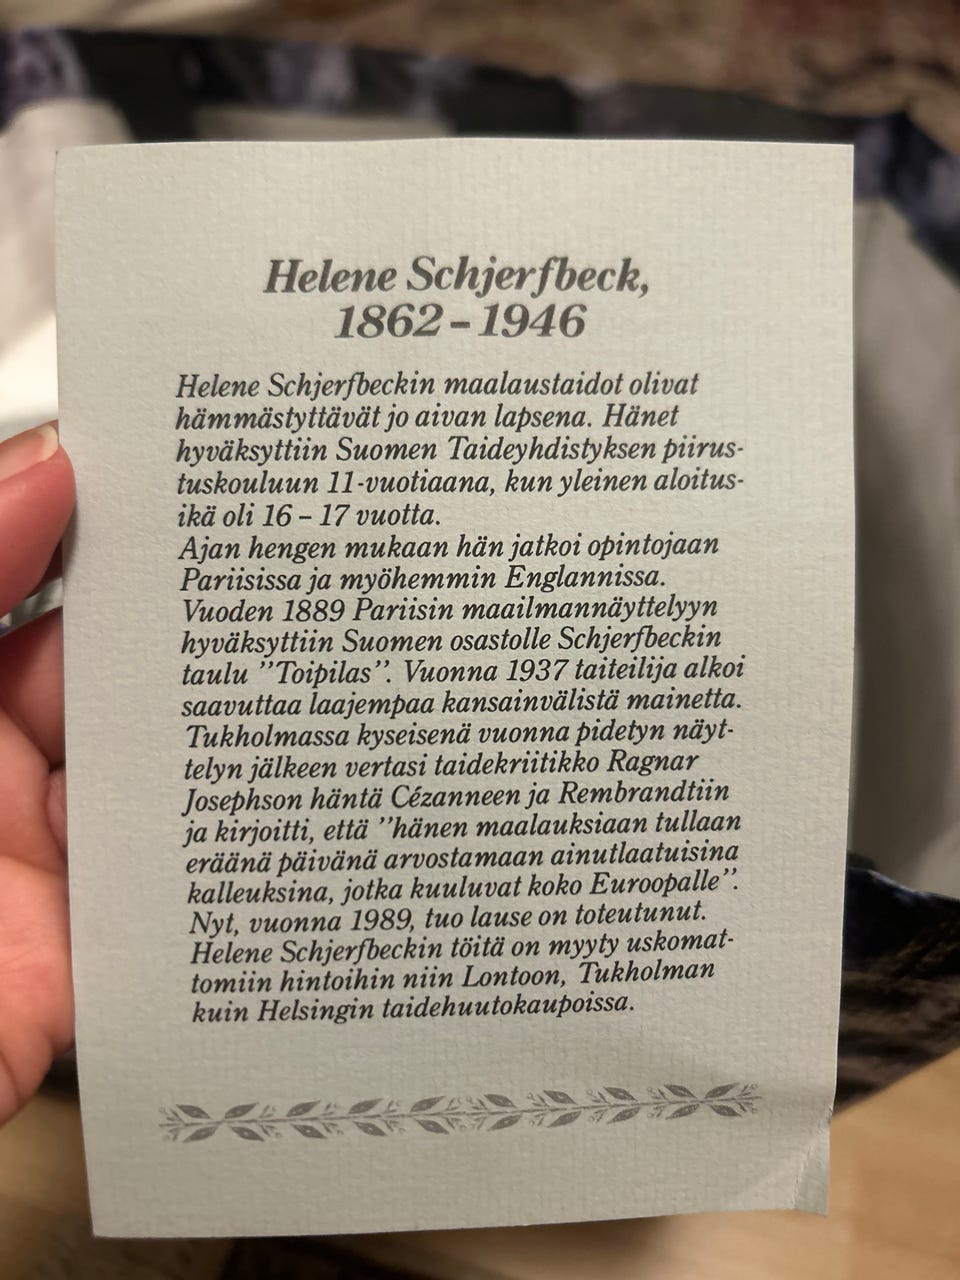 Helene Schjerfbeck,
1862 – 1946
Helene Schjerfbeckin maalaustaidot olivat
hämmästyttävät jo aivan lapsena. Hänet
hyväksyttiin Suomen Taideyhdistyksen piirus-
tuskouluun 11-vuotiaana, kun yleinen aloitus-
ikä oli 16 – 17 vuotta.
Ajan hengen mukaan hän jatkoi opintojaan
Pariisissa ja myöhemmin Englannissa.
Vuoden 1889 Pariisin maailmannäyttelyyn
hyväksyttiin Suomen osastolle Schjerfbeckin
taulu ”Toipilas”. Vuonna 1937 taiteilija alkoi
saavuttaa laajempaa kansainvälistä mainetta.
Tukholmassa kyseisenä vuonna pidetyn näyt-
telyn jälkeen vertasi taidekriitikko Ragnar
Josephson häntä Cézanneen ja Rembrandtiin
ja kirjoitti, että ”hänen maalauksiaan tullaan
eräänä päivänä arvostamaan ainutlaatuisina
kalleuksina, jotka kuuluvat koko Euroopalle”.
Nyt, vuonna 1989, tuo lause on toteutunut.
Helene Schjerfbeckin töitä on myyty uskomat-
tomiin hintoihin niin Lontoon, Tukholman
kuin Helsingin taidehuutokaupoissa.